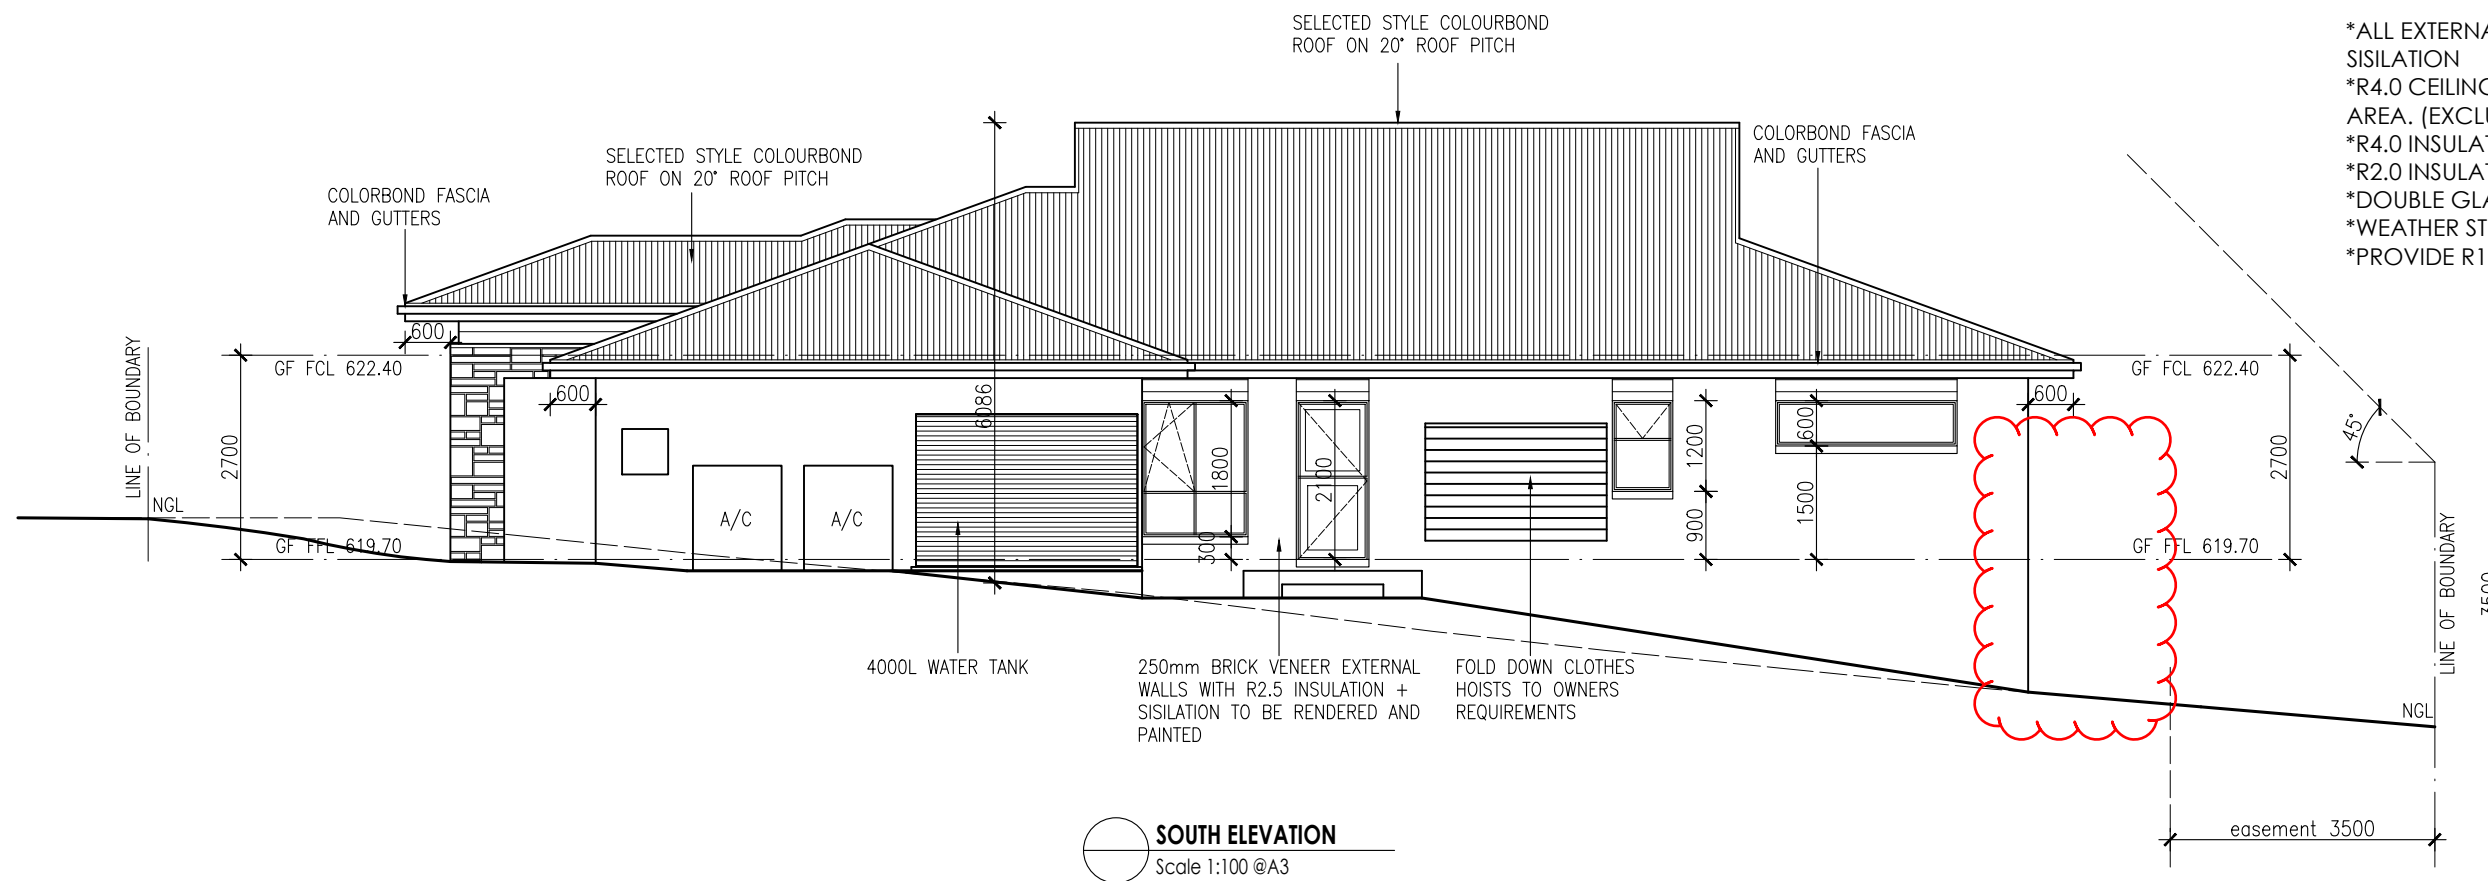 SELECTED STYLE COLOURBOND
ROOF ON 20° ROOF PITCH
*ALL EXTERNA
SISILATION
*R4.0 CEILING
AREA. (EXCLU
*R4.0 INSULAT
*R2.0 INSULAT
*DOUBLE GLA
*WEATHER ST
*PROVIDE R1
SELECTED STYLE COLOURBOND
ROOF ON 20° ROOF PITCH
COLORBOND FASCIA
AND GUTTERS
COLORBOND FASCIA
AND GUTTERS
LINE OF BOUNDARY
600
GF FCL 622.40
2700
NGL
GF FFL 619.70
600
A/C
A/C
6086
1800
300
2100
1200
900
600
1500
600
GF FCL 622.40
2700
GF FFL 619.70
45°
LINE OF BOUNDARY
3500
NGL
4000L WATER TANK
250mm BRICK VENEER EXTERNAL
WALLS WITH R2.5 INSULATION +
SISILATION TO BE RENDERED AND
PAINTED
FOLD DOWN CLOTHES
HOISTS TO OWNERS
REQUIREMENTS
easement 3500
SOUTH ELEVATION
Scale 1:100 @A3